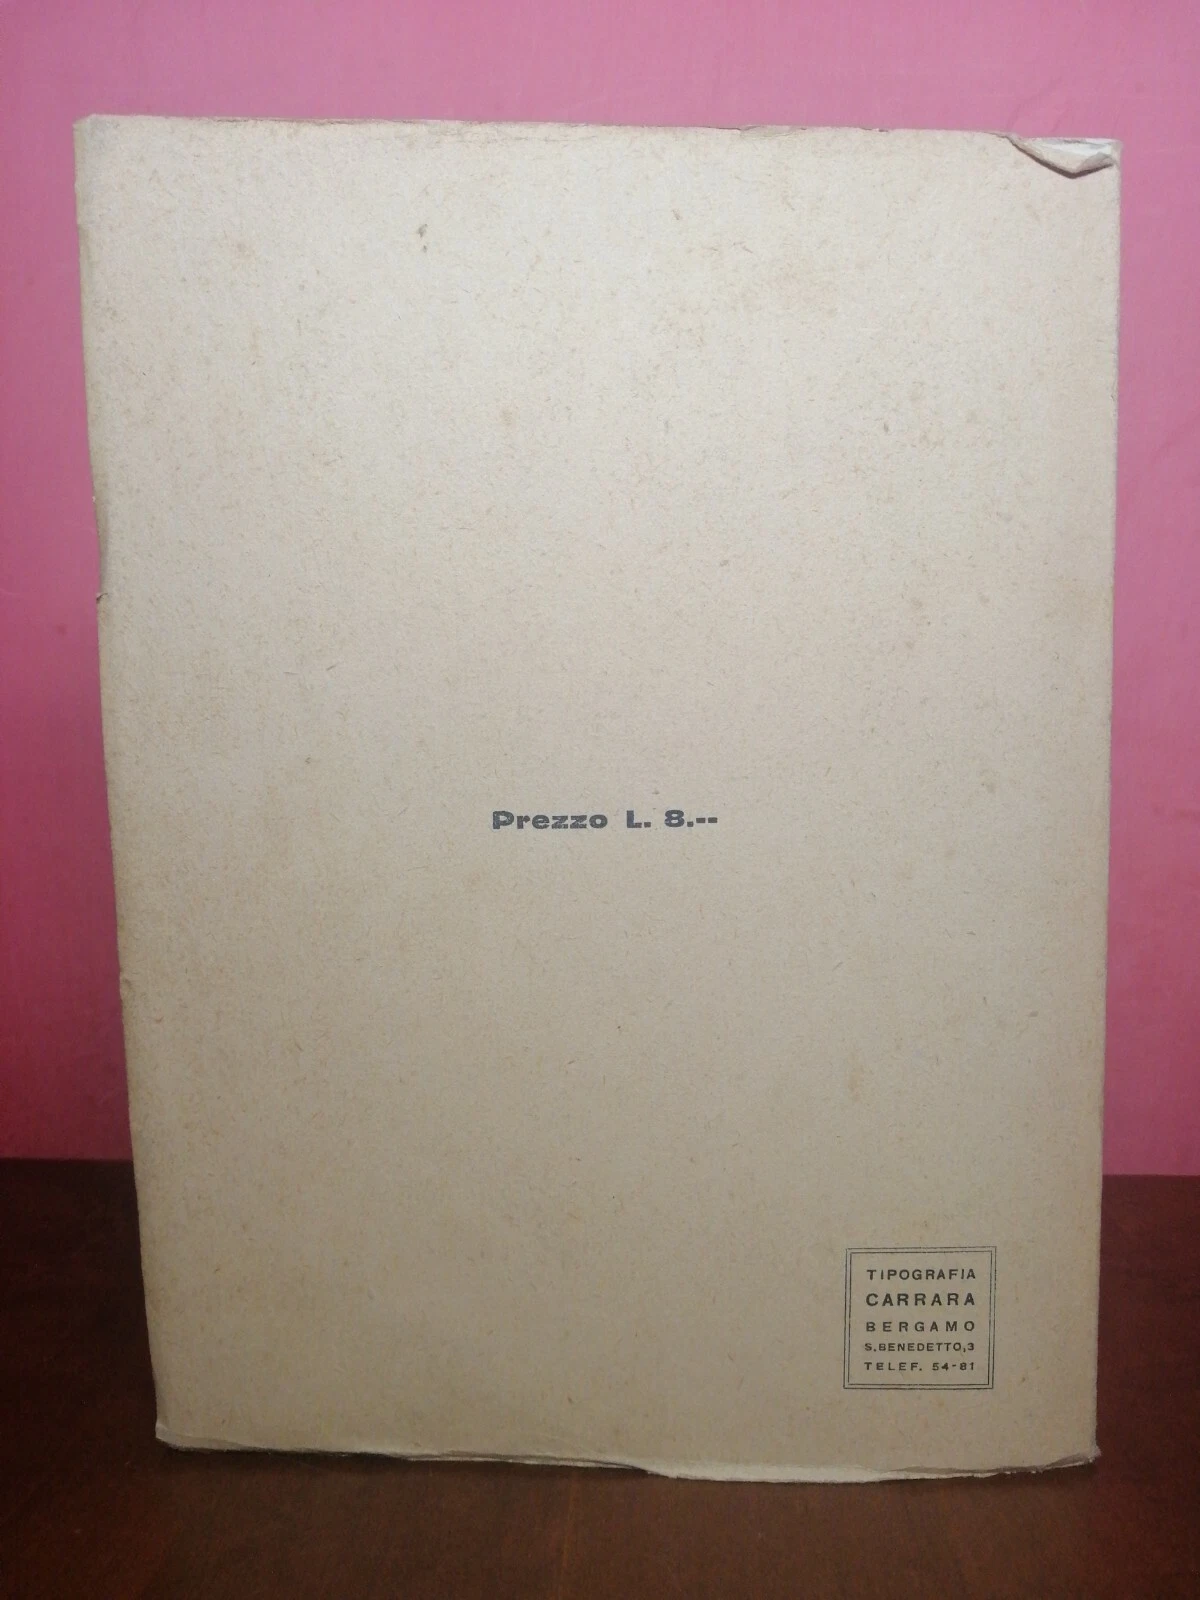 Prezzo L. 8.--
TIPOGRAFIA
CARRARA
BERGAMO
S. BENEDETTO, 3
TELEF. 54-81